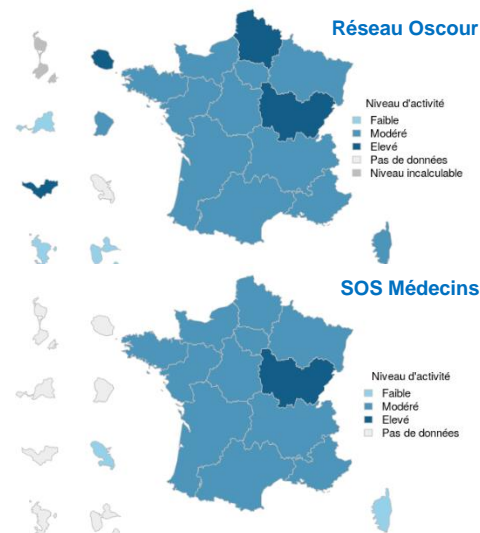 Réseau Oscour
Niveau d'activité
Faible
Modéré
Elevé
Pas de données
Niveau incalculable
SOS Médecins
Niveau d'activité
Faible
Modéré
Elevé
Pas de données